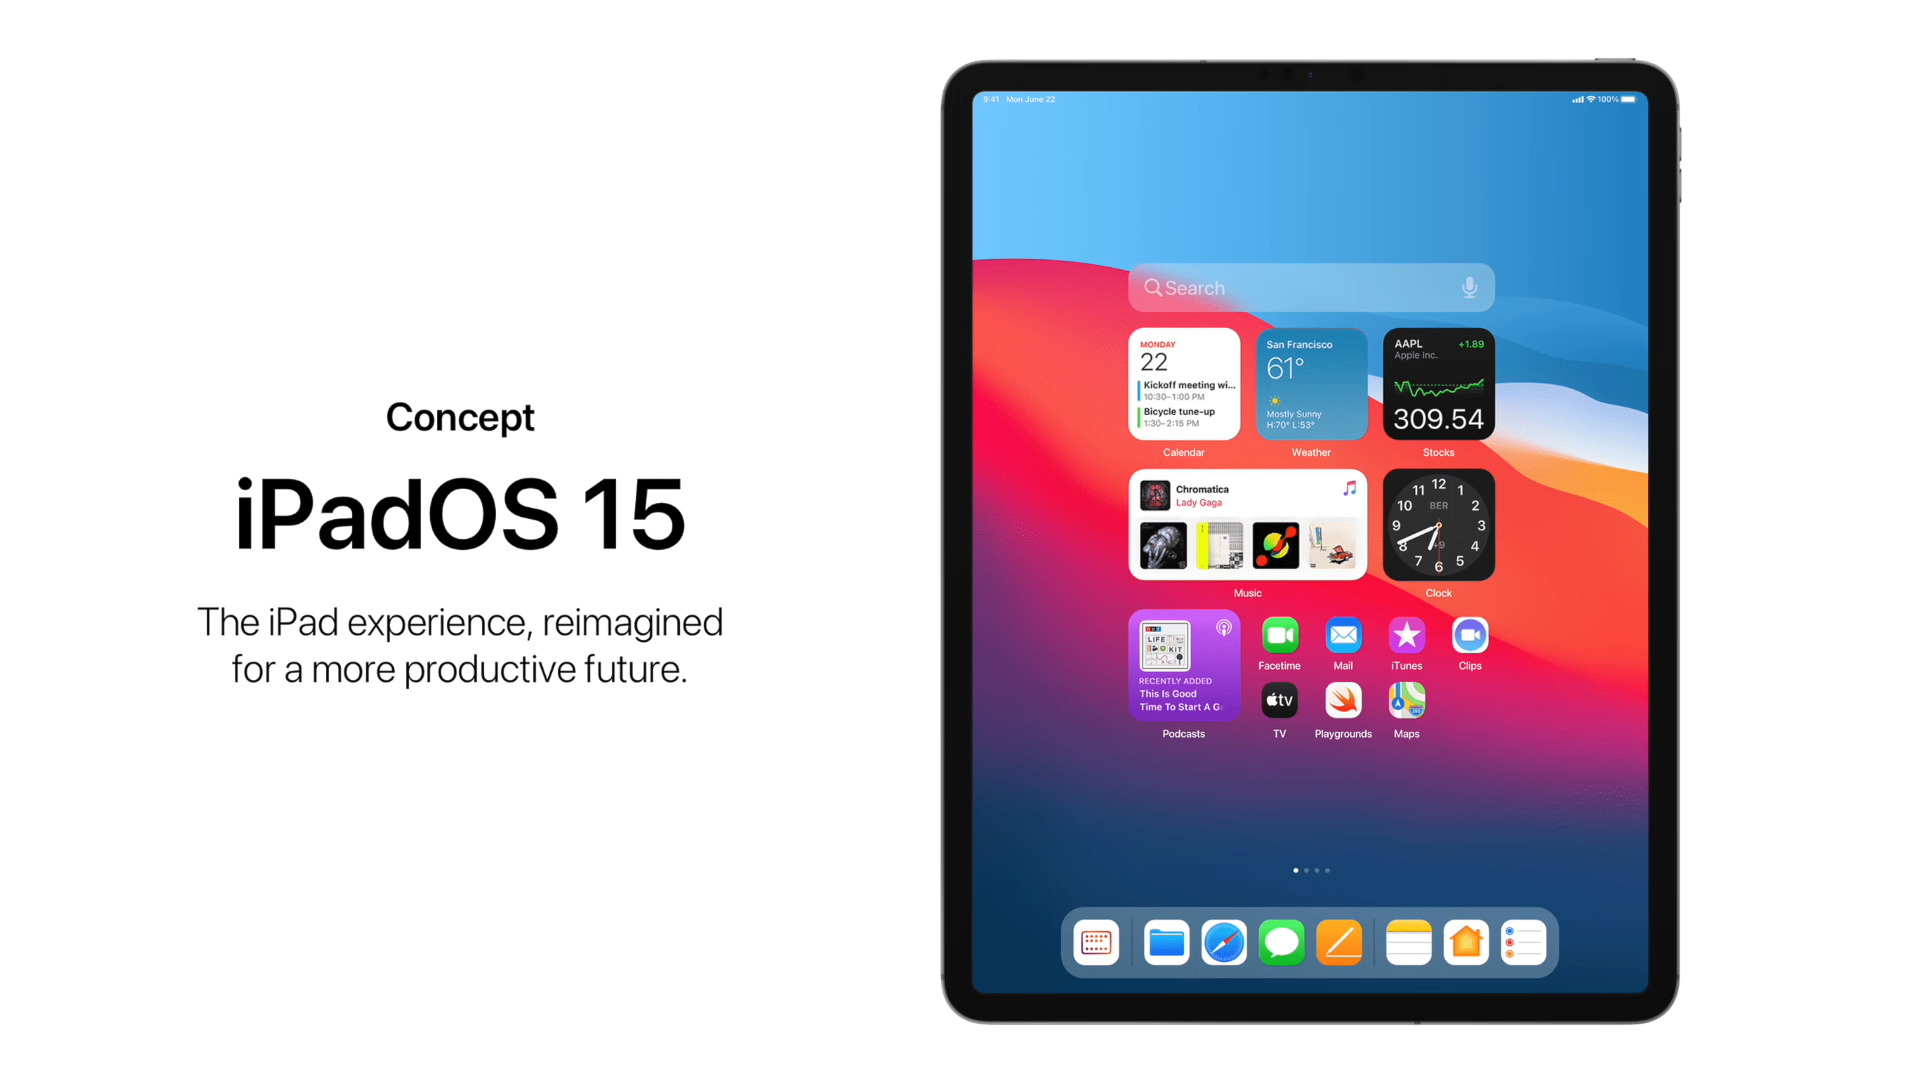 Concept
iPadOS 15
The iPad experience, reimagined
for a more productive future.
9:41 Mon June 22
100%
Search
MONDAY
22
Kickoff meeting wi...
10:30–1:00 PM
Bicycle tune-up
1:30–2:15 PM
Calendar
San Francisco
61°
Mostly Sunny
H:70° L:53°
Weather
AAPL +1.89
Apple Inc.
309.54
Stocks
Chromatica
Lady Gaga
Music
12
11 1
10 BER 2
9 3
8 +9 4
7 5
6
Clock
npr
LIFE
KIT
RECENTLY ADDED
This Is Good
Time To Start A G
Podcasts
Facetime
Mail
iTunes
Clips
tv
TV
Playgrounds
Maps